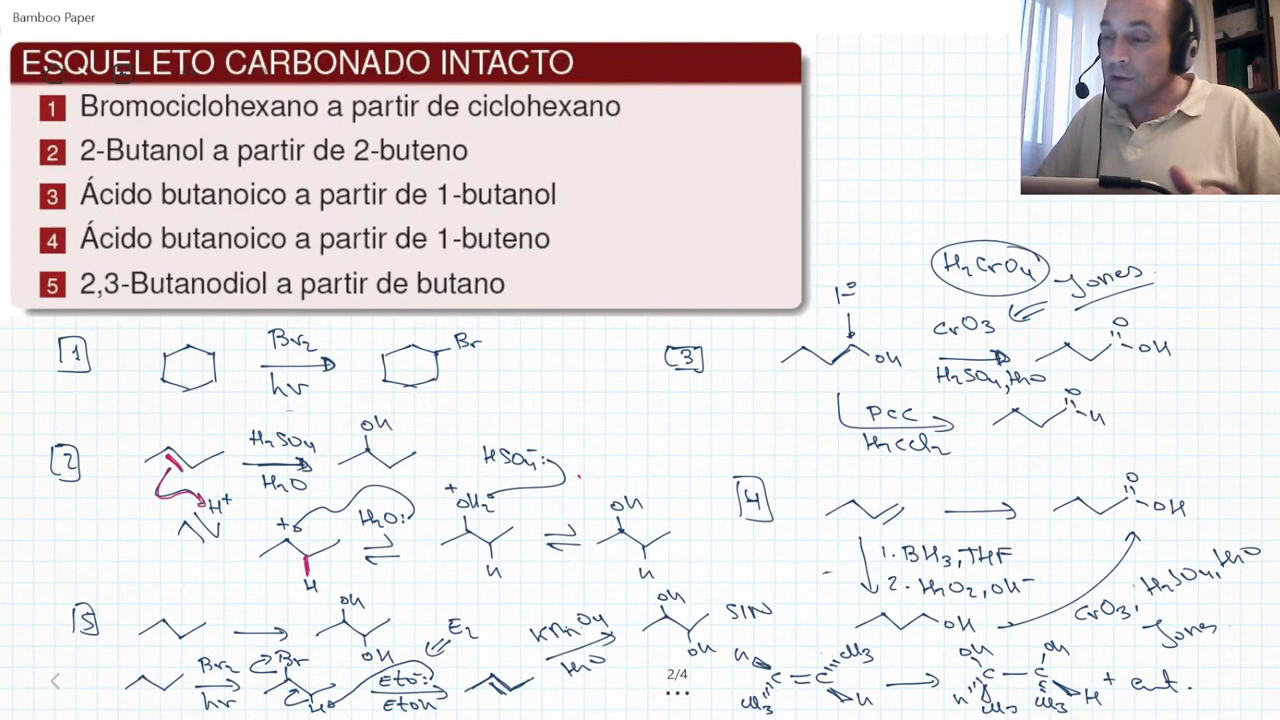 Bamboo Paper
ESQUELETO CARBONADO INTACTO
1 Bromociclohexano a partir de ciclohexano
2 2-Butanol a partir de 2-buteno
3 Ácido butanoico a partir de 1-butanol
4 Ácido butanoico a partir de 1-buteno
5 2,3-Butanodiol a partir de butano
1
Br2
hν
Br
2
H2SO4
H2O
OH
H+
+
H
H2O:
+OH2
H
HSO4-:
OH
H
3
OH
H2CrO4
Jones
CrO3
H2SO4, H2O
O
OH
PCC
H2CCl2
O
H
4
O
OH
1. BH3, THF
2. H2O2, OH-
OH
CrO3, H2SO4, H2O
Jones
5
OH
OH
Br2
hν
Br
H
E2
EtO-:
EtOH
KMnO4
H2O
OH
OH
SIN
H
CH3
C=C
CH3
H
OH
OH
C-C
H
CH3
CH3
H
+ ent.
2/4